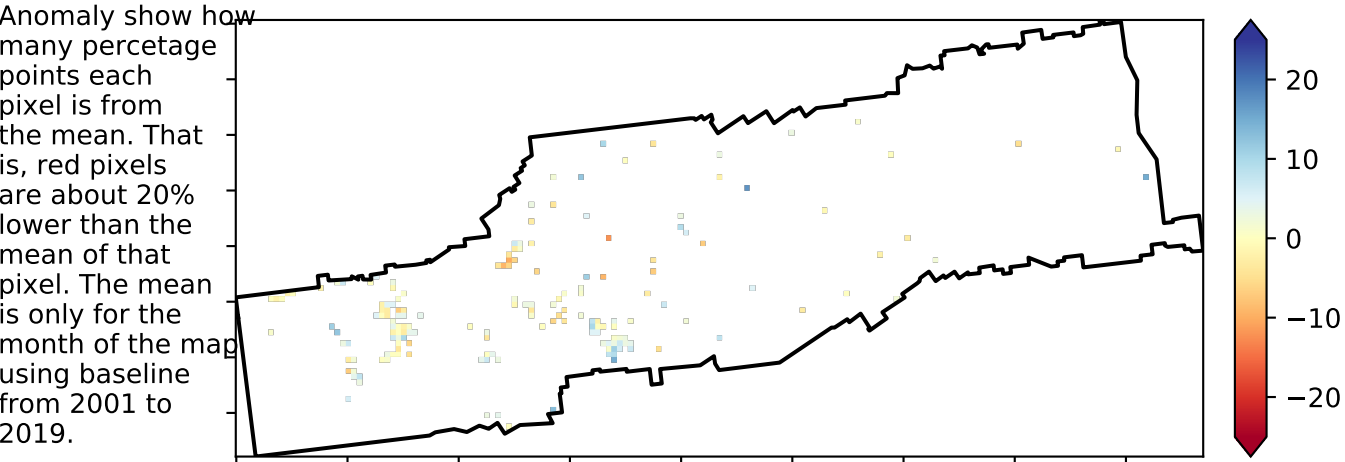 Anomaly show how
many percetage
points each
pixel is from
the mean. That
is, red pixels
are about 20%
lower than the
mean of that
pixel. The mean
is only for the
month of the map
using baseline
from 2001 to
2019.
20
10
0
−10
−20